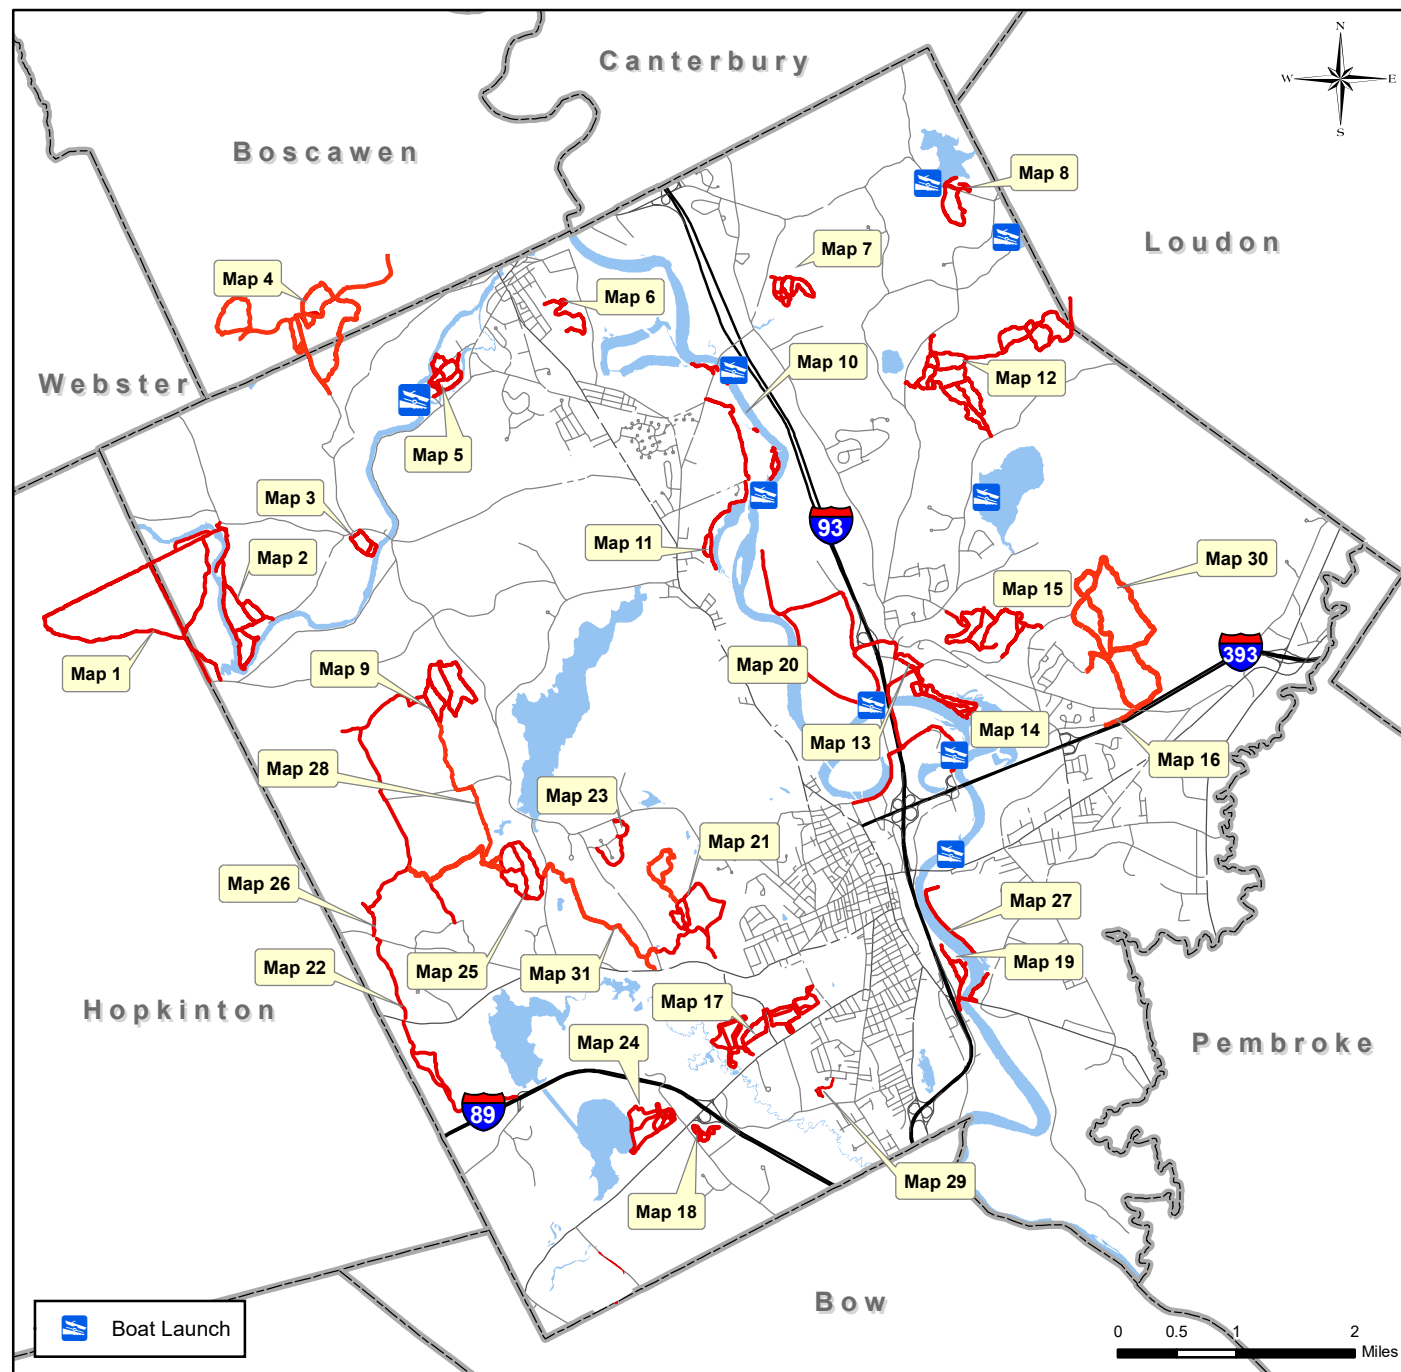 Canterbury
N
W
E
S
Boscawen
Map 8
Loudon
Map 7
Map 4
Map 6
Map 10
Map 12
Webster
Map 5
Map 3
93
Map 11
Map 2
Map 30
Map 15
393
Map 1
Map 20
Map 9
Map 14
Map 13
Map 16
Map 28
Map 23
Map 21
Map 26
Map 27
Map 22
Map 25
Map 31
Map 19
Map 17
Hopkinton
Map 24
Pembroke
89
Map 29
Map 18
Bow
Boat Launch
0 0.5 1 2
Miles